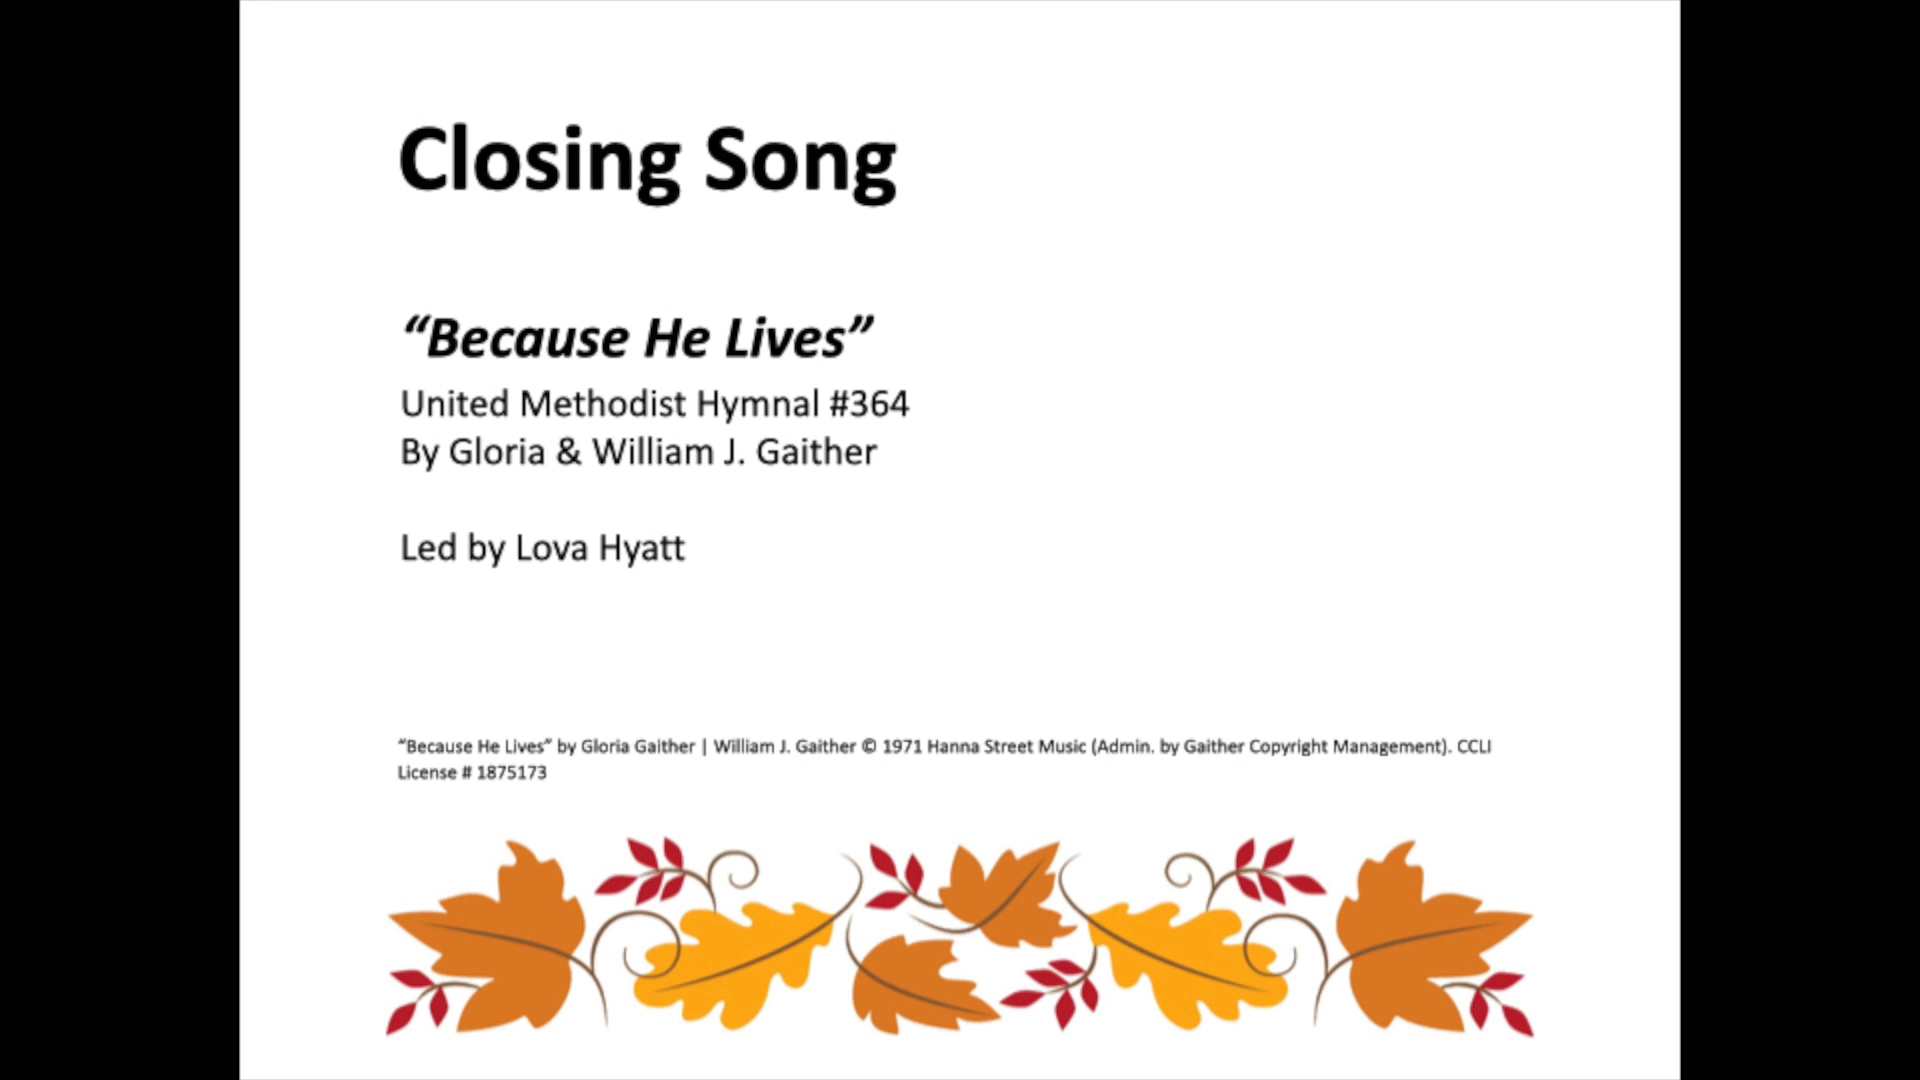 Closing Song
“Because He Lives”
United Methodist Hymnal #364
By Gloria & William J. Gaither
Led by Lova Hyatt
“Because He Lives” by Gloria Gaither | William J. Gaither © 1971 Hanna Street Music (Admin. by Gaither Copyright Management). CCLI
License # 1875173